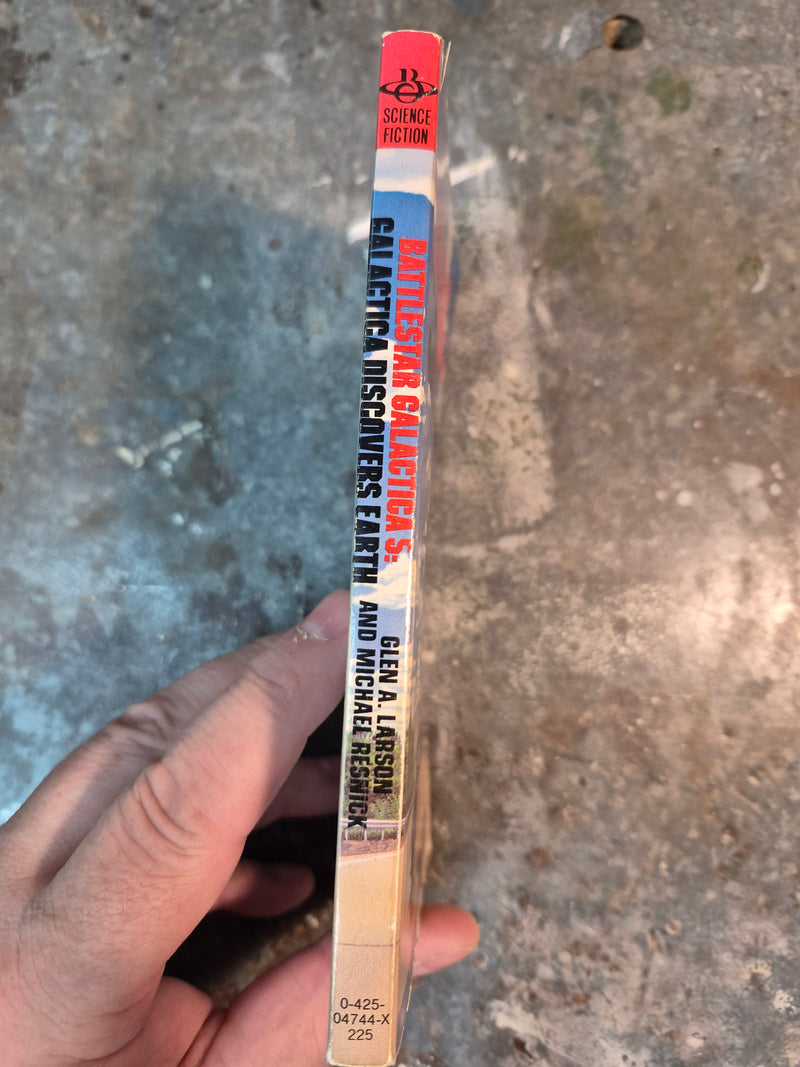 B
SCIENCE
FICTION
BATTLESTAR GALACTICA 5:
GALACTICA DISCOVERS EARTH
GLEN A. LARSON
AND MICHAEL RESNICK
0-425-
04744-X
225